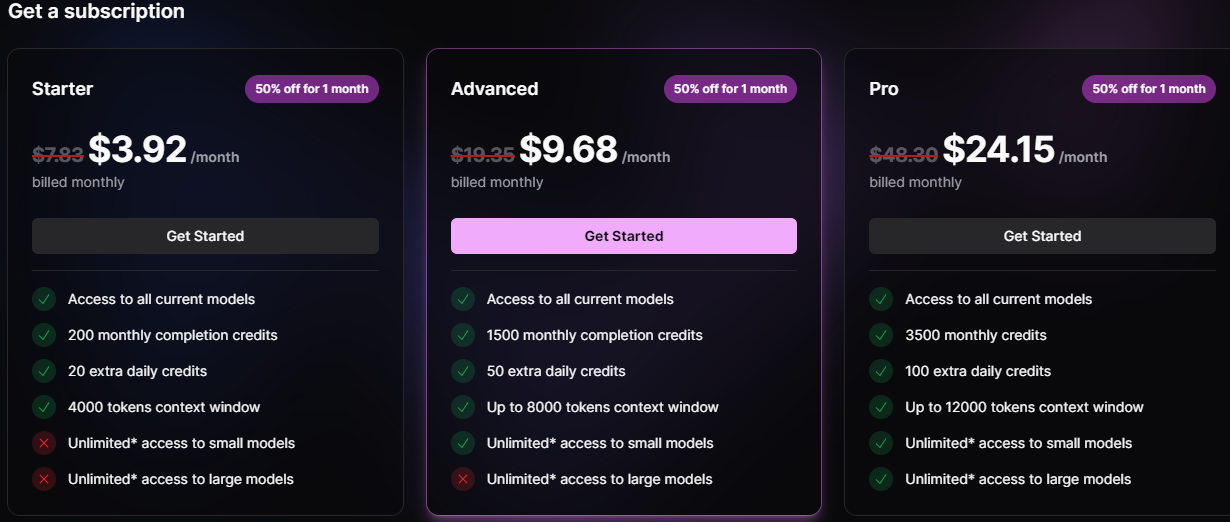 Get a subscription
Starter
50% off for 1 month
$7.83 $3.92 /month
billed monthly
Get Started
Access to all current models
200 monthly completion credits
20 extra daily credits
4000 tokens context window
Unlimited* access to small models
Unlimited* access to large models
Advanced
50% off for 1 month
$19.35 $9.68 /month
billed monthly
Get Started
Access to all current models
1500 monthly completion credits
50 extra daily credits
Up to 8000 tokens context window
Unlimited* access to small models
Unlimited* access to large models
Pro
50% off for 1 month
$48.30 $24.15 /month
billed monthly
Get Started
Access to all current models
3500 monthly credits
100 extra daily credits
Up to 12000 tokens context window
Unlimited* access to small models
Unlimited* access to large models